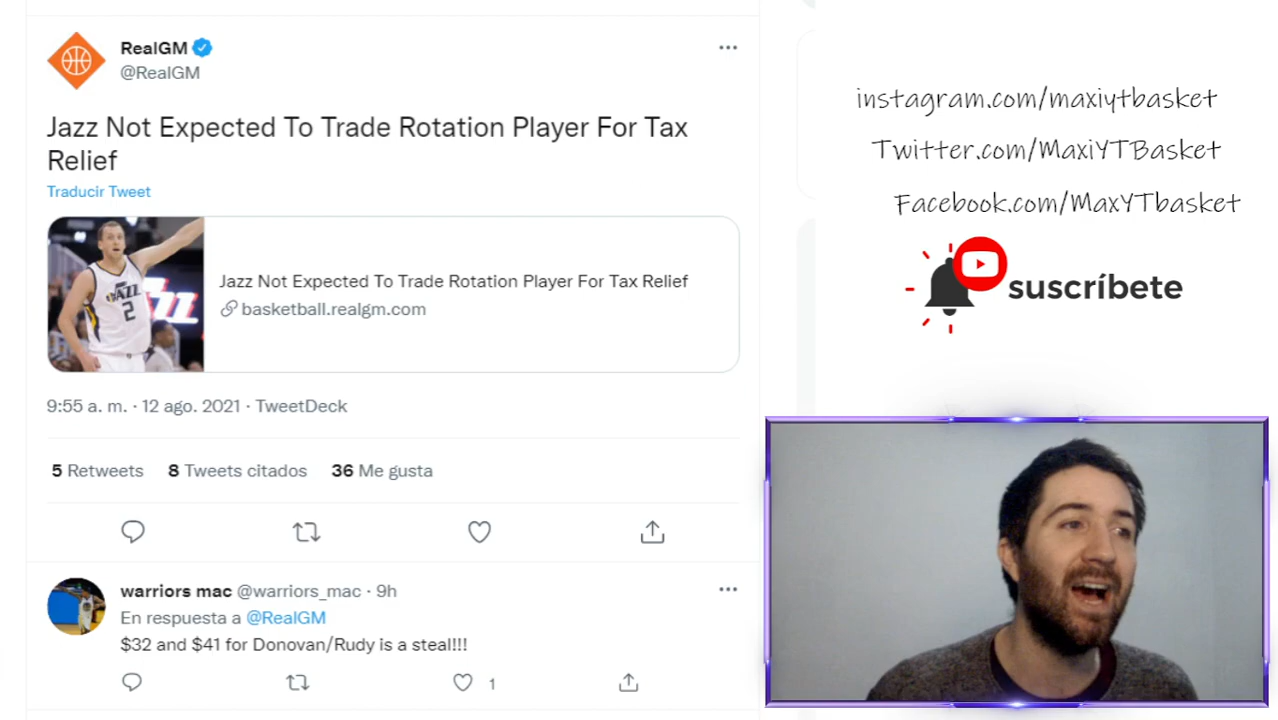 RealGM
@RealGM
Jazz Not Expected To Trade Rotation Player For Tax
Relief
Traducir Tweet
JAZZ
2
Jazz Not Expected To Trade Rotation Player For Tax Relief
basketball.realgm.com
9:55 a. m. · 12 ago. 2021 · TweetDeck
5 Retweets 8 Tweets citados 36 Me gusta
warriors mac @warriors_mac · 9h
En respuesta a @RealGM
$32 and $41 for Donovan/Rudy is a steal!!!
1
instagram.com/maxiytbasket
Twitter.com/MaxiYTBasket
Facebook.com/MaxYTbasket
suscríbete